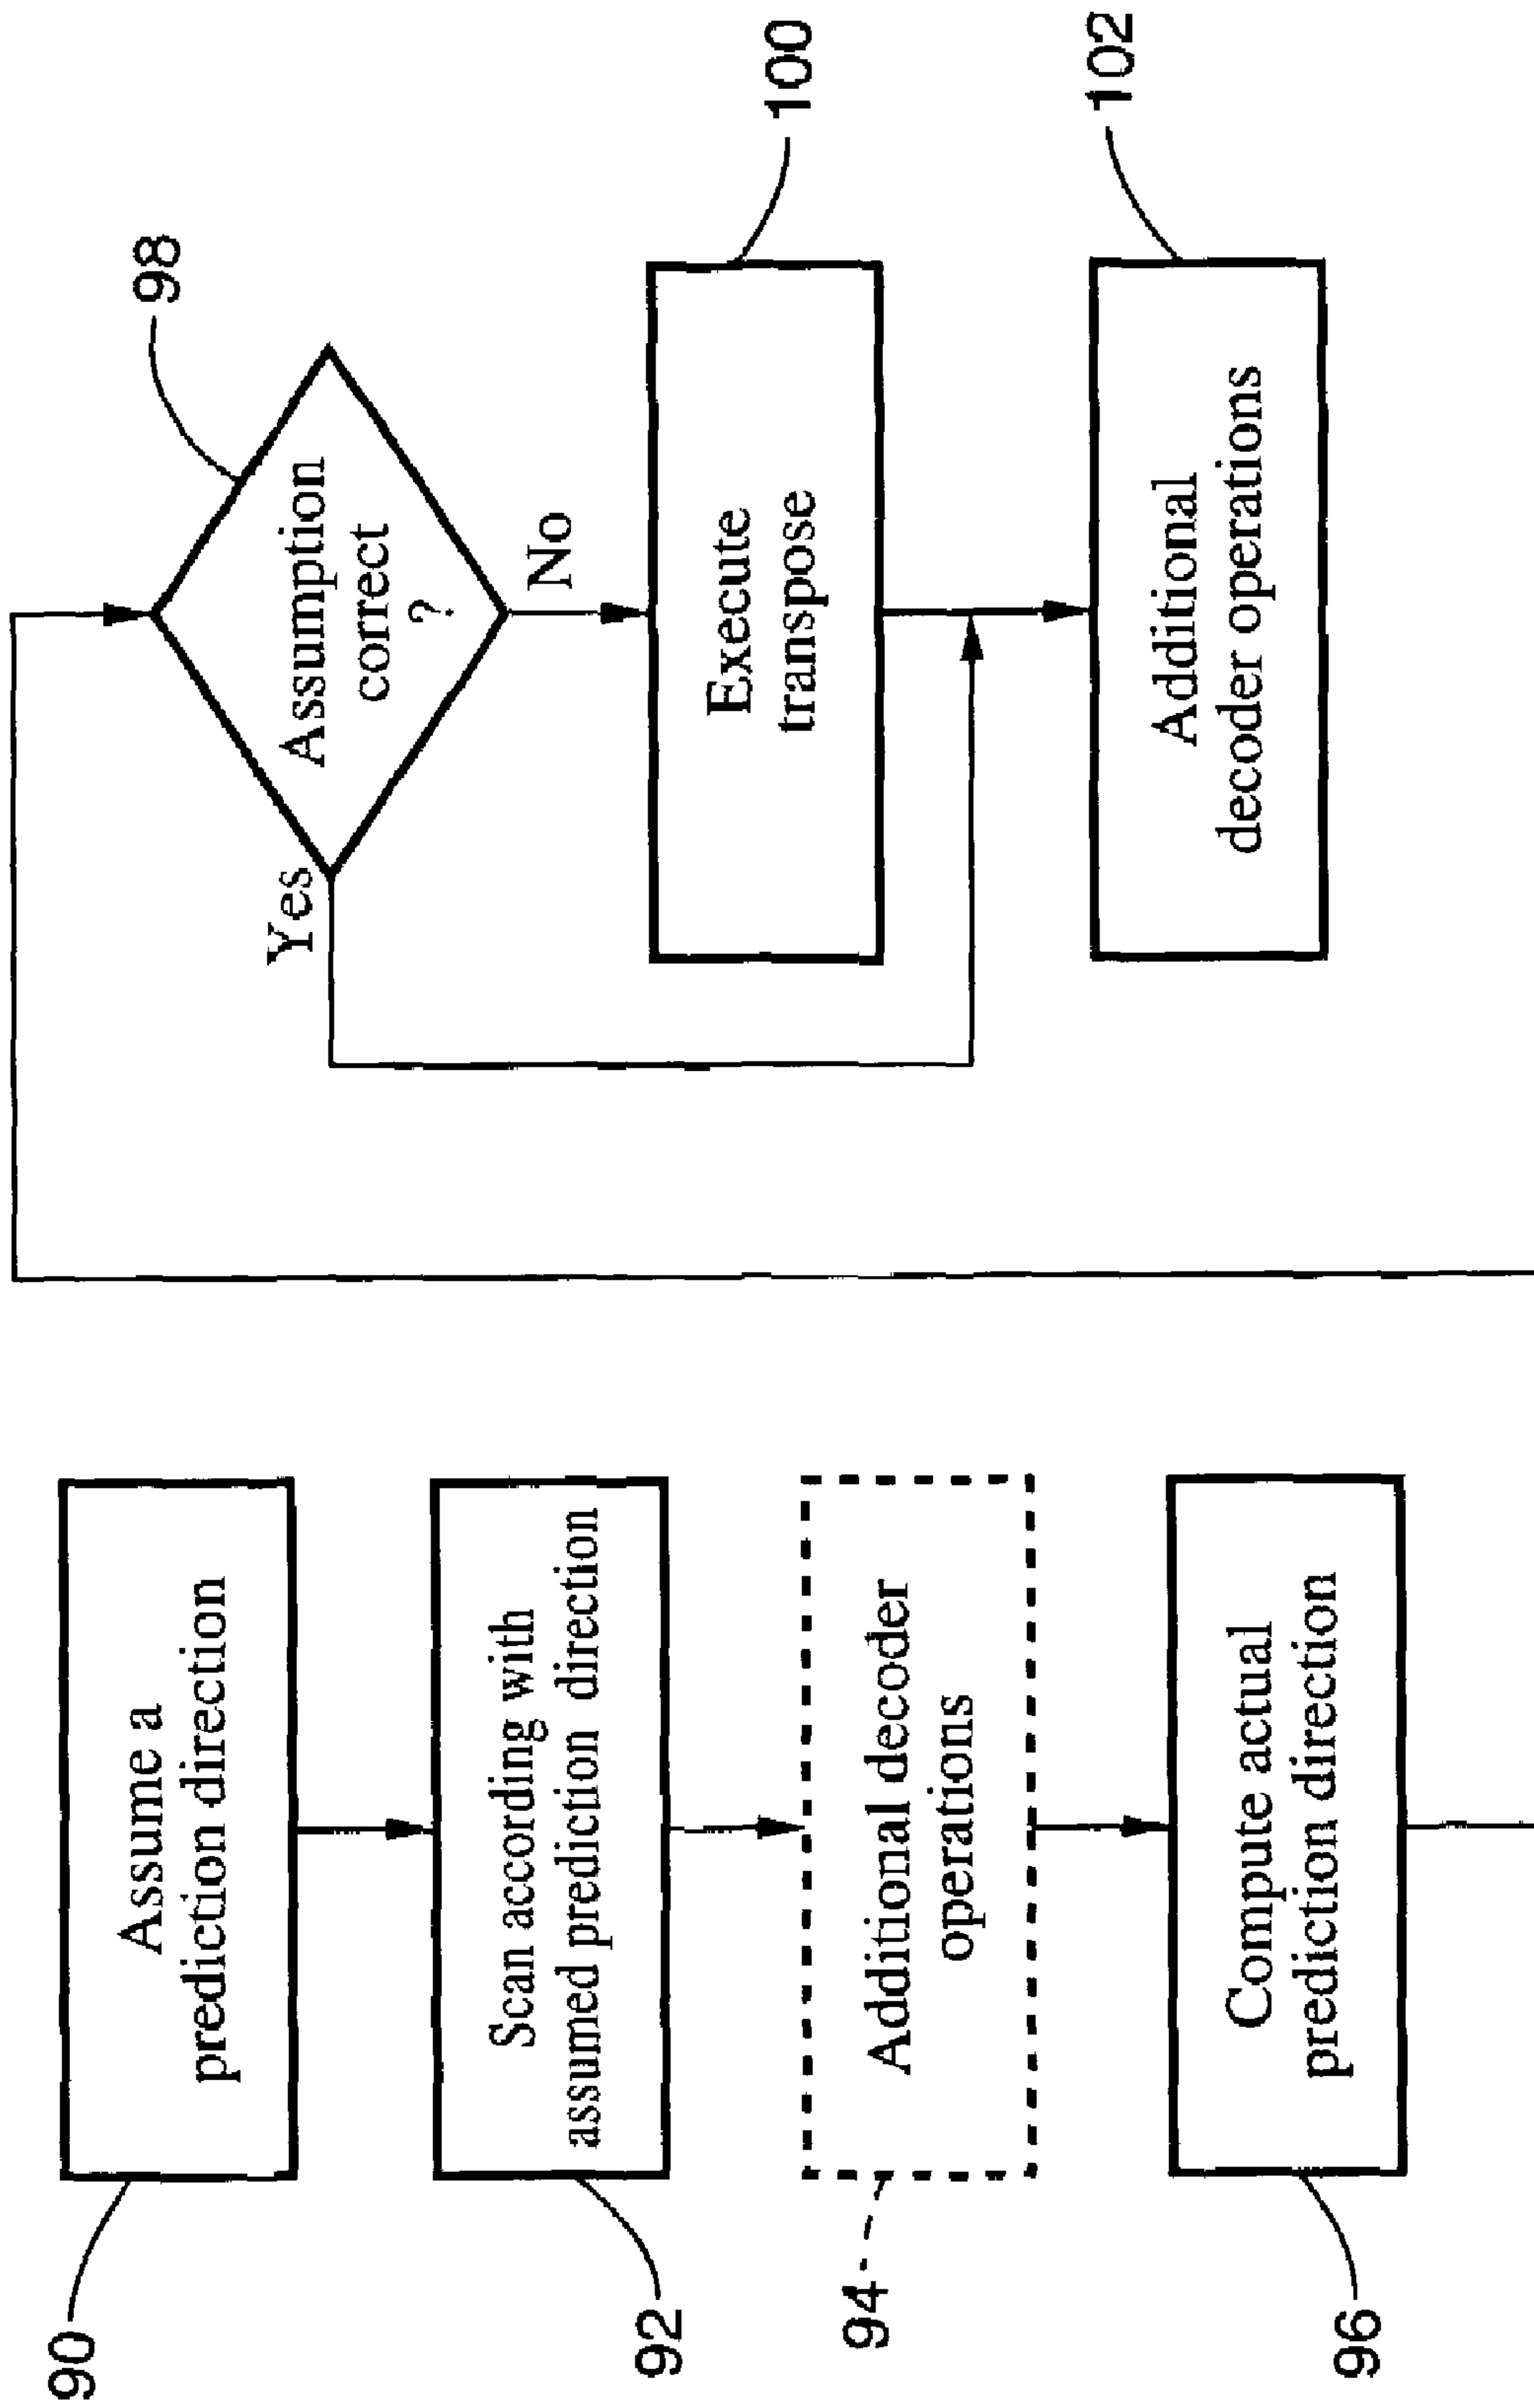 90
Assume a
prediction direction
92
Scan according with
assumed prediction direction
94
Additional decoder
operations
96
Compute actual
prediction direction
98
Assumption
correct
?
Yes
No
100
Execute
transpose
102
Additional
decoder operations